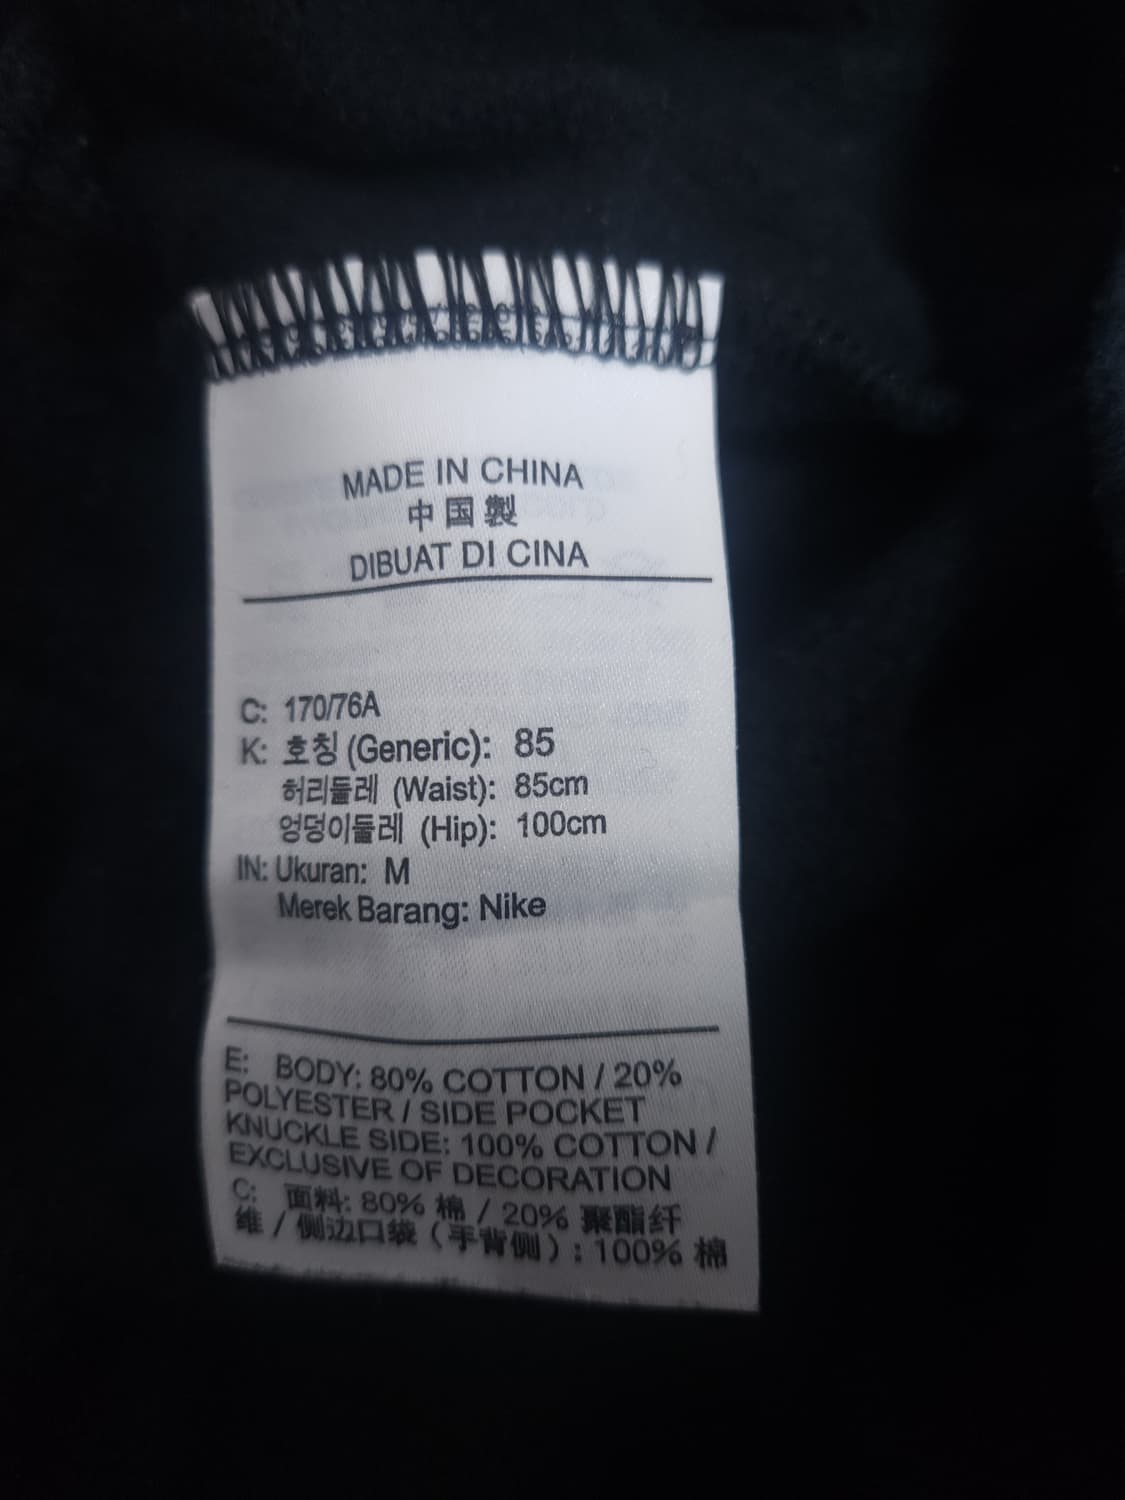 MADE IN CHINA
中国製
DIBUAT DI CINA
C: 170/76A
K: 호칭 (Generic): 85
허리둘레 (Waist): 85cm
엉덩이둘레 (Hip): 100cm
IN: Ukuran: M
Merek Barang: Nike
E: BODY: 80% COTTON / 20%
POLYESTER / SIDE POCKET
KNUCKLE SIDE: 100% COTTON /
EXCLUSIVE OF DECORATION
C: 面料: 80% 棉 / 20% 聚酯纤
维 / 侧边口袋 (手背侧) : 100% 棉